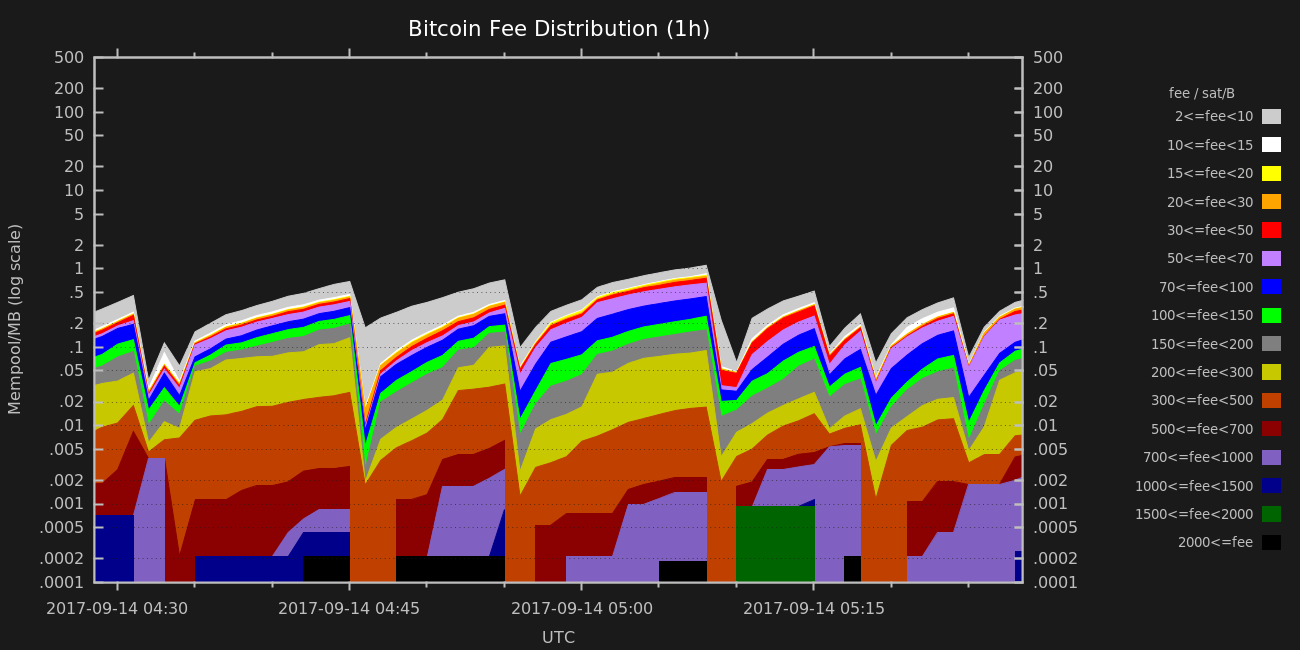 Bitcoin Fee Distribution (1h)
500 500
200 200
100 100
50 50
20 20
10 10
5 5
2 2
1 1
.5 .5
.2 .2
.1 .1
.05 .05
.02 .02
.01 .01
.005 .005
.002 .002
.001 .001
.0005 .0005
.0002 .0002
.0001 .0001
Mempool/MB (log scale)
2017-09-14 04:30 2017-09-14 04:45 2017-09-14 05:00 2017-09-14 05:15
UTC
fee / sat/B
2<=fee<10
10<=fee<15
15<=fee<20
20<=fee<30
30<=fee<50
50<=fee<70
70<=fee<100
100<=fee<150
150<=fee<200
200<=fee<300
300<=fee<500
500<=fee<700
700<=fee<1000
1000<=fee<1500
1500<=fee<2000
2000<=fee